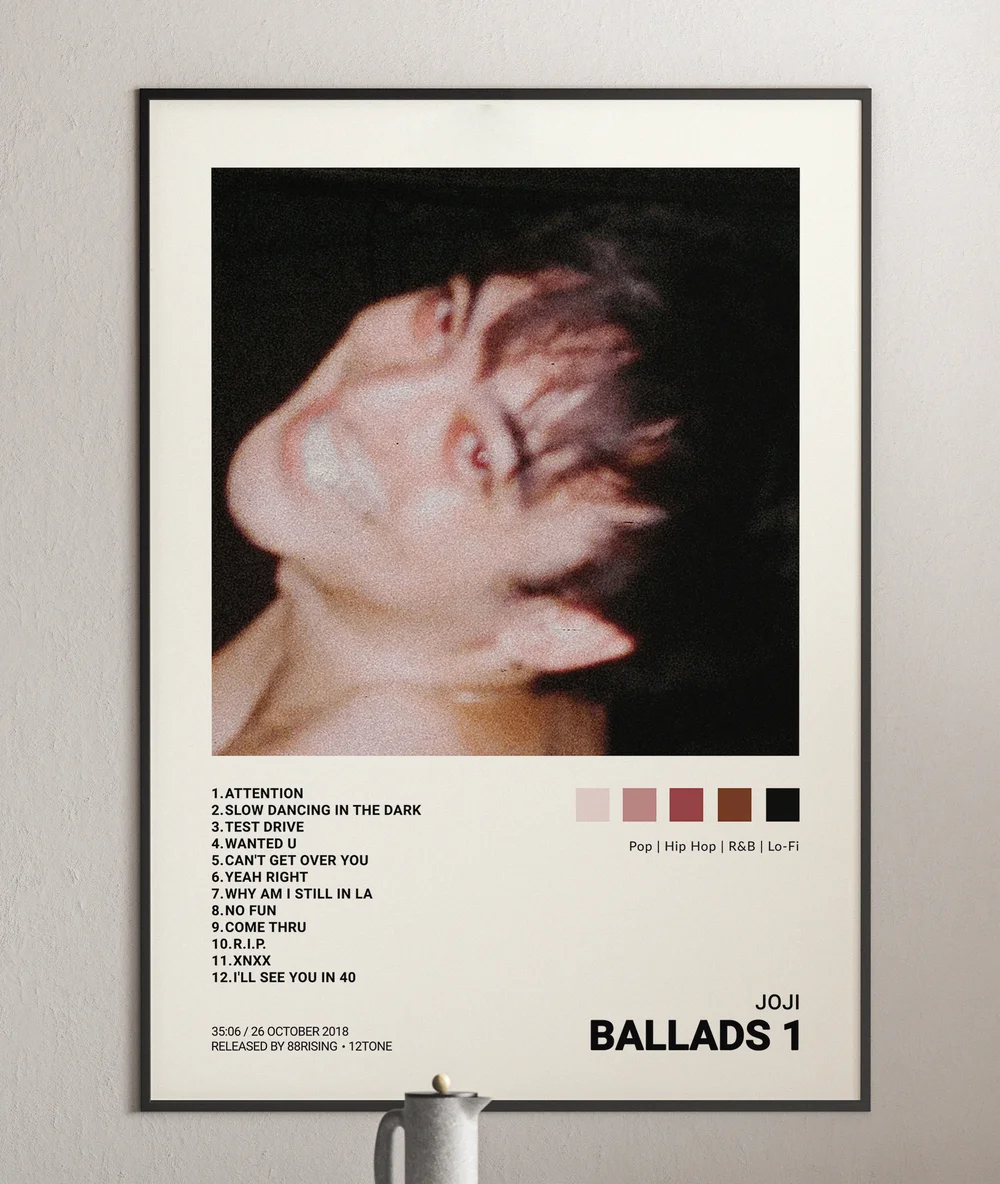 1.ATTENTION
2.SLOW DANCING IN THE DARK
3.TEST DRIVE
4.WANTED U
5.CAN'T GET OVER YOU
6.YEAH RIGHT
7.WHY AM I STILL IN LA
8.NO FUN
9.COME THRU
10.R.I.P.
11.XNXX
12.I'LL SEE YOU IN 40
35:06 / 26 OCTOBER 2018
RELEASED BY 88RISING • 12TONE
Pop | Hip Hop | R&B | Lo-Fi
JOJI
BALLADS 1